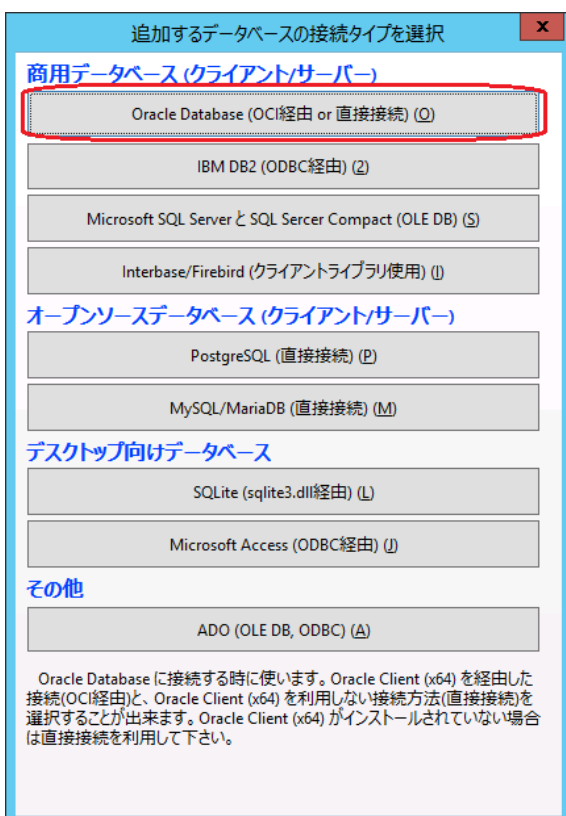 追加するデータベースの接続タイプを選択
x
商用データベース (クライアント/サーバー)
Oracle Database (OCI経由 or 直接接続) (O)
IBM DB2 (ODBC経由) (2)
Microsoft SQL Serverと SQL Sercer Compact (OLE DB) (S)
Interbase/Firebird (クライアントライブラリ使用) (I)
オープンソースデータベース (クライアント/サーバー)
PostgreSQL (直接接続) (P)
MySQL/MariaDB (直接接続) (M)
デスクトップ向けデータベース
SQLite (sqlite3.dll経由) (L)
Microsoft Access (ODBC経由) (J)
その他
ADO (OLE DB, ODBC) (A)
Oracle Database に接続する時に使います。Oracle Client (x64) を経由した
接続(OCI経由)と、Oracle Client (x64) を利用しない接続方法(直接接続)を
選択することが出来ます。Oracle Client (x64) がインストールされていない場合
は直接接続を利用して下さい。